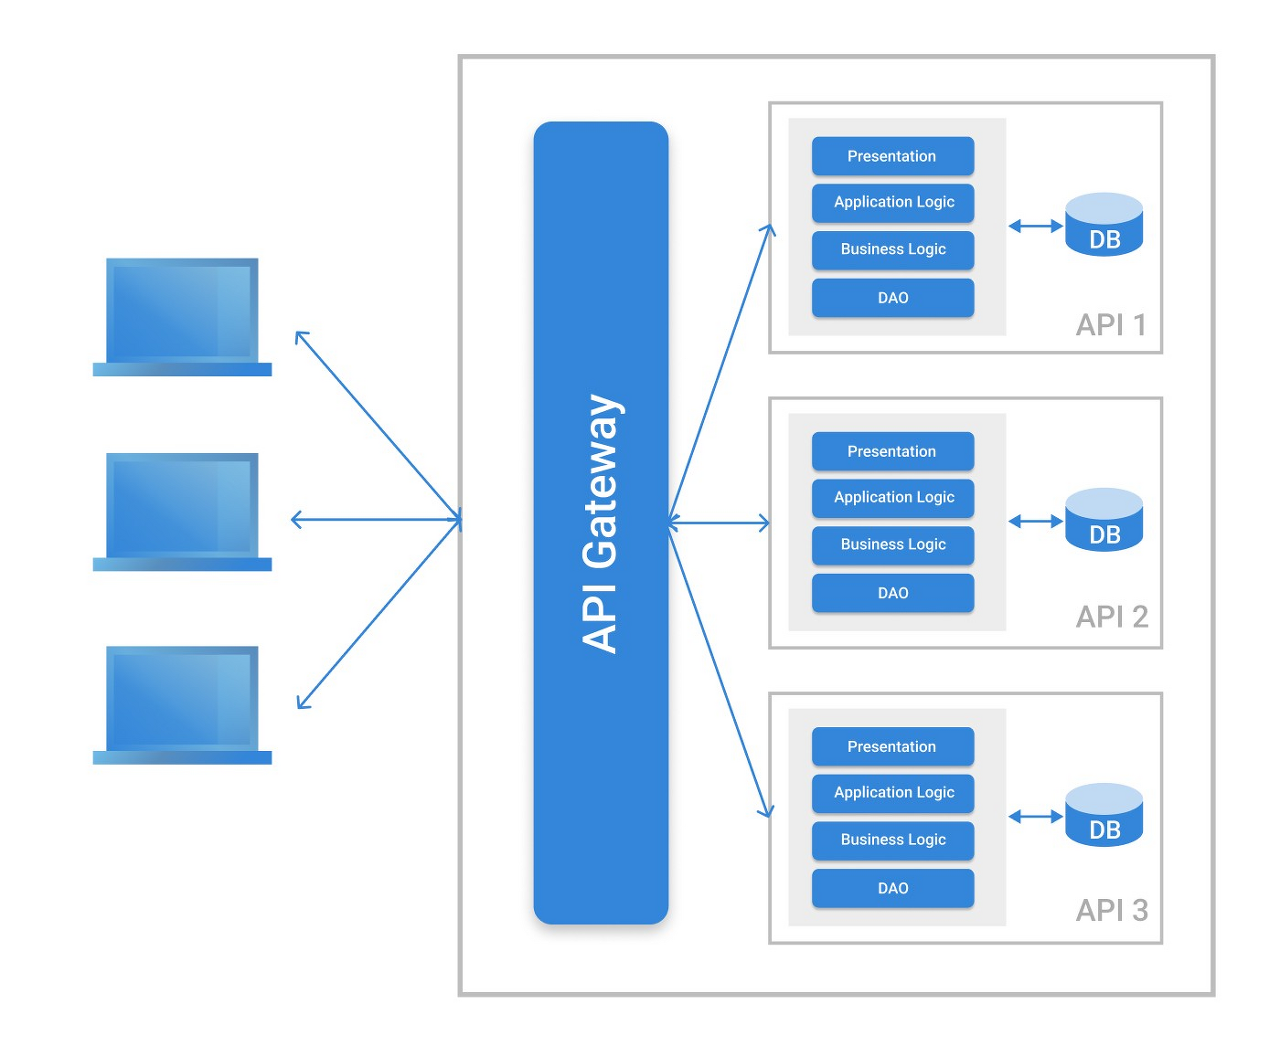 API Gateway
Presentation
Application Logic
Business Logic
DAO
DB
API 1
Presentation
Application Logic
Business Logic
DAO
DB
API 2
Presentation
Application Logic
Business Logic
DAO
DB
API 3